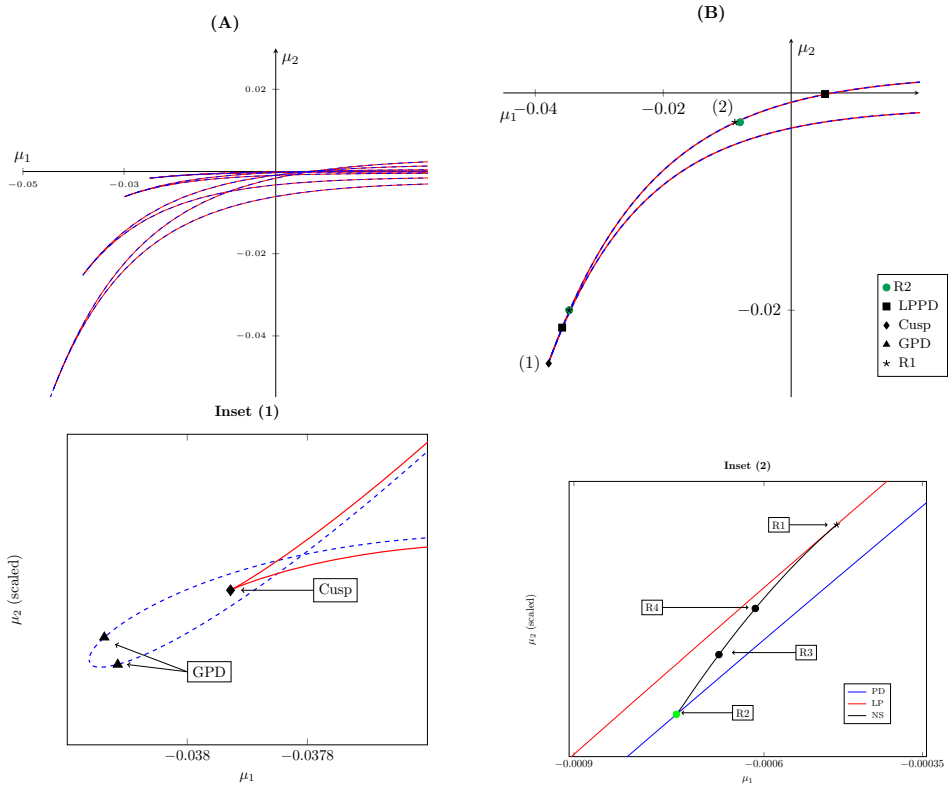 (A)
μ2
0.02
μ1
−0.05
−0.03
−0.02
−0.04
(B)
μ2
μ1
−0.04
−0.02
(2)
−0.02
(1)
R2
LPPD
Cusp
GPD
R1
Inset (1)
μ2 (scaled)
Cusp
GPD
−0.038
−0.0378
μ1
Inset (2)
μ2 (scaled)
R1
R4
R3
R2
PD
LP
NS
−0.0009
−0.0006
−0.00035
μ1